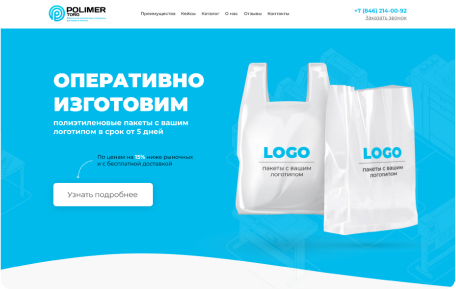 POLIMER
TORG
Преимущества Кейсы Каталог О нас Отзывы Контакты
+7 (846) 214-00-92
Заказать звонок
ОПЕРАТИВНО
ИЗГОТОВИМ
полиэтиленовые пакеты с вашим
логотипом в срок от 5 дней
По ценам на 15% ниже рыночных
и с бесплатной доставкой
Узнать подробнее
LOGO
пакеты с вашим
логотипом
LOGO
пакеты с вашим
логотипом